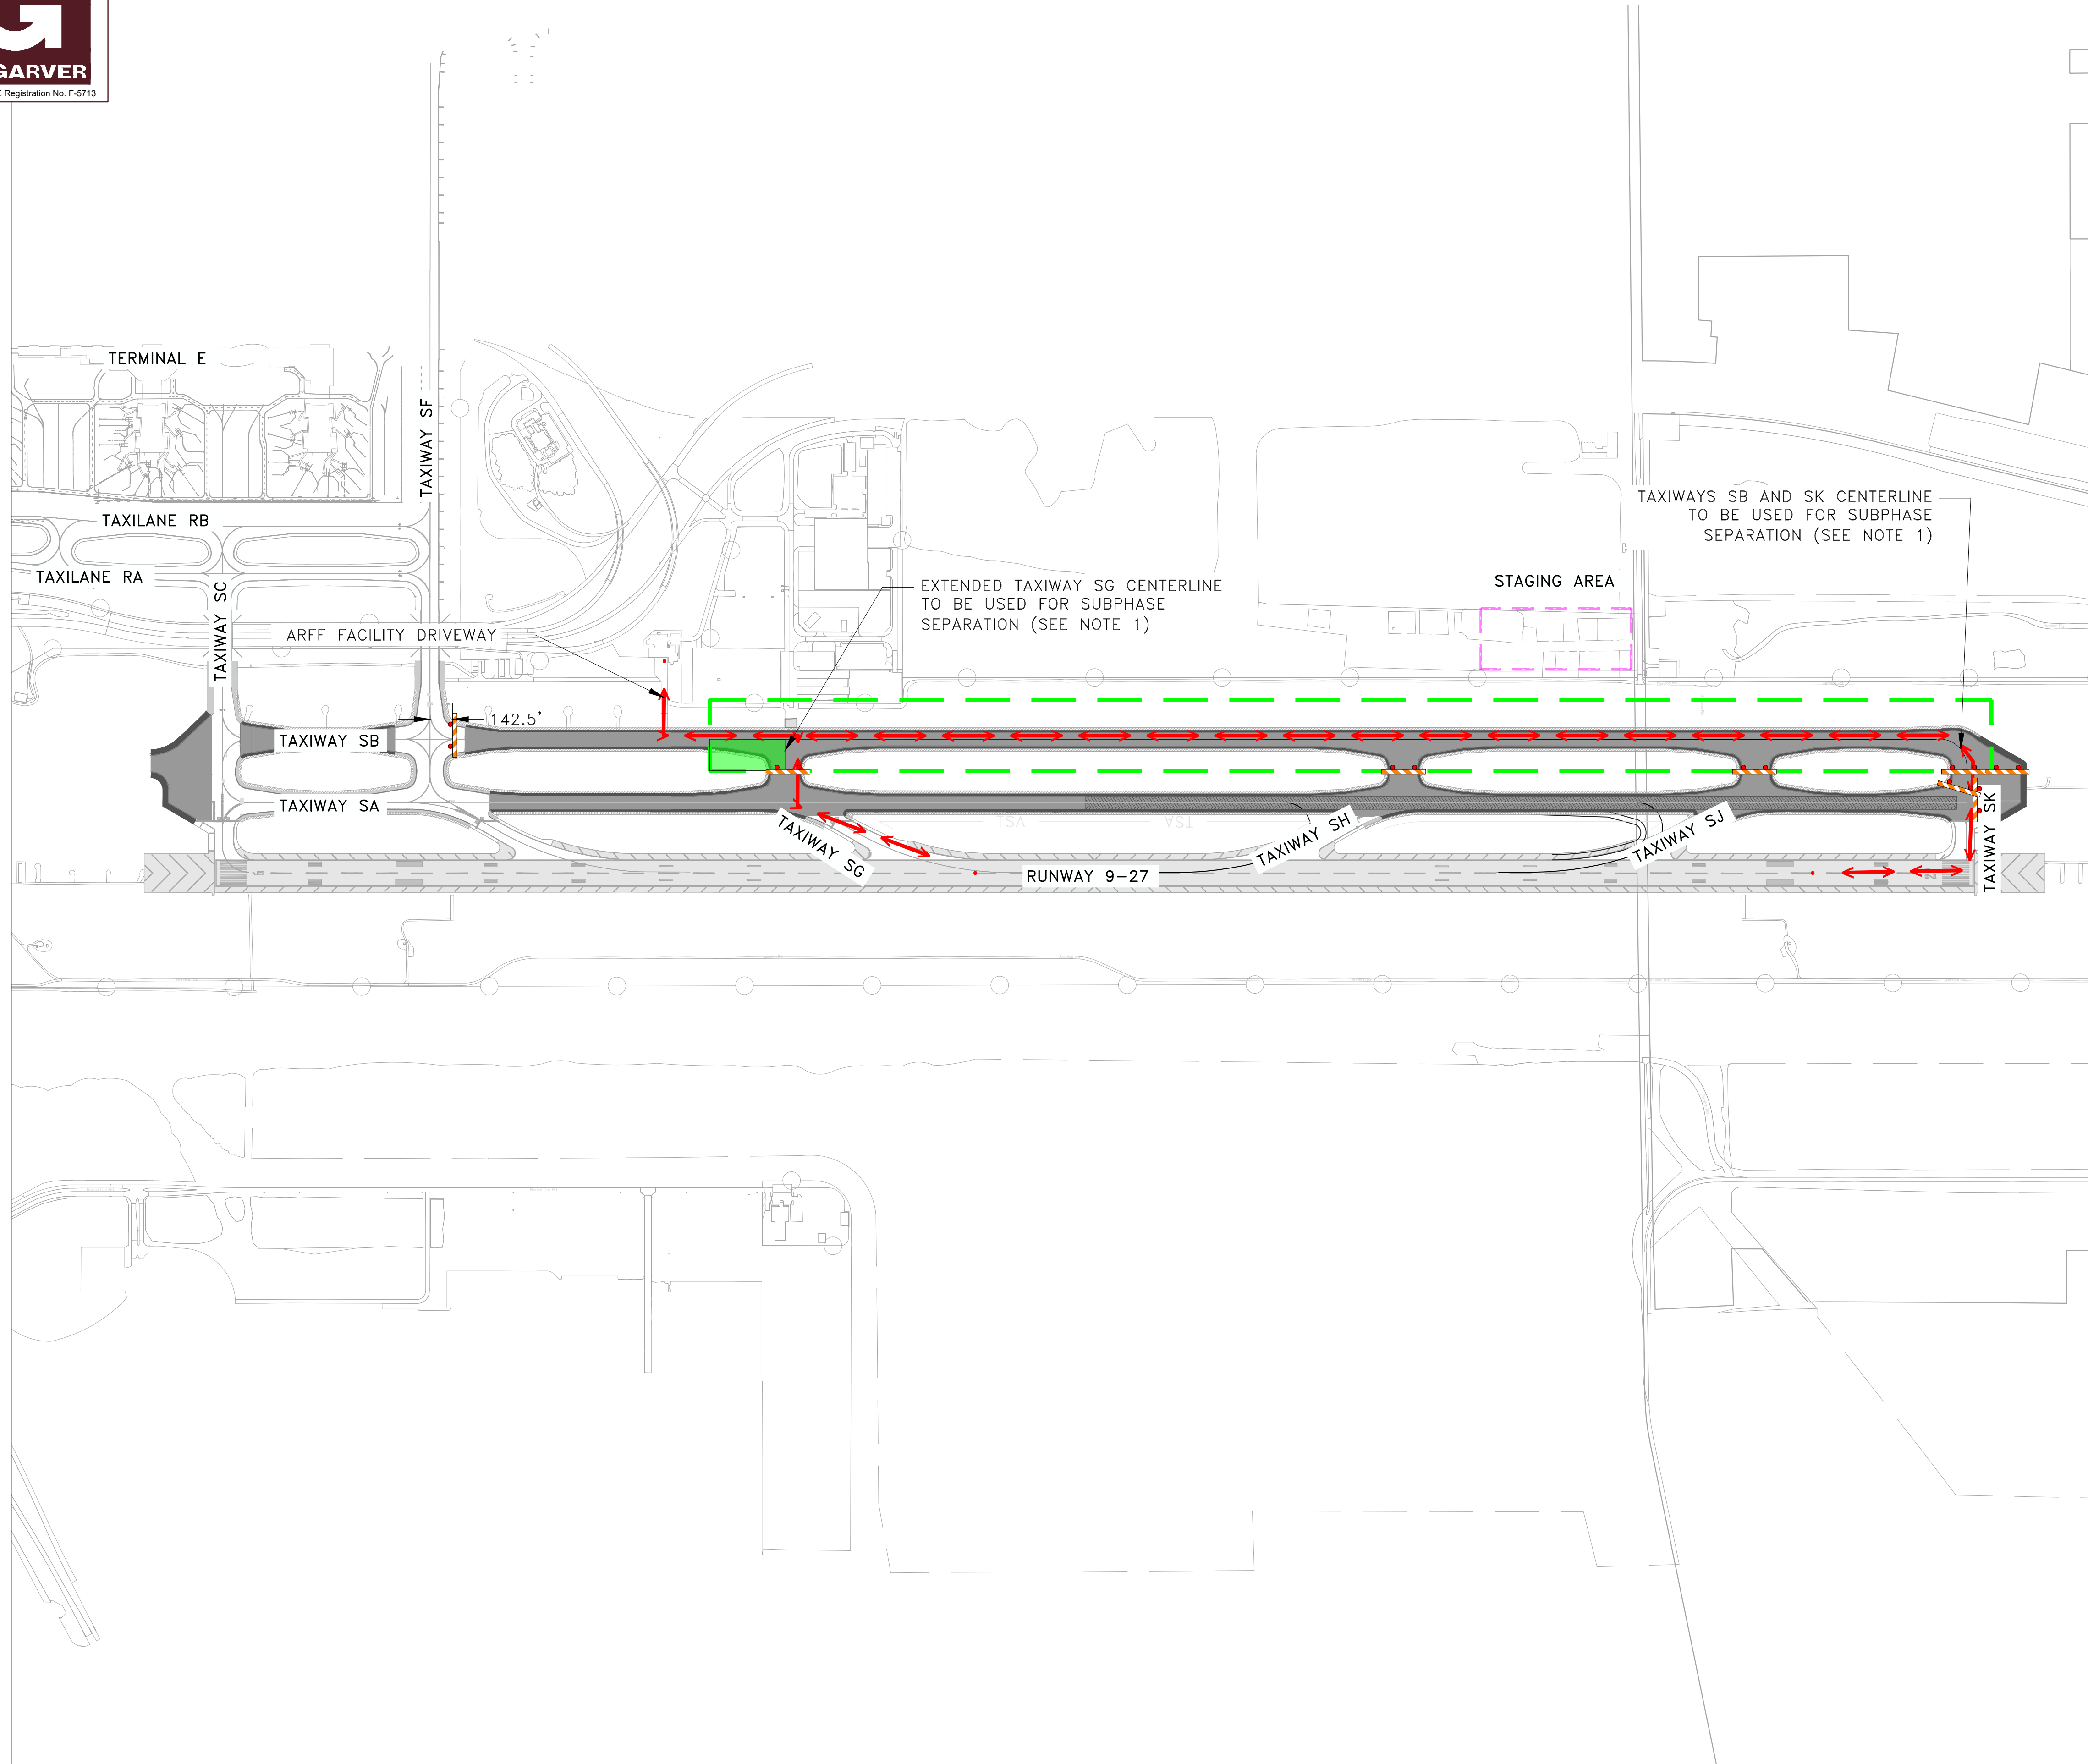 GARVER
E Registration No. F-5713
TERMINAL E
TAXIWAY SF
TAXILANE RB
TAXILANE RA
TAXIWAY SC
TAXIWAYS SB AND SK CENTERLINE
TO BE USED FOR SUBPHASE
SEPARATION (SEE NOTE 1)
STAGING AREA
EXTENDED TAXIWAY SG CENTERLINE
TO BE USED FOR SUBPHASE
SEPARATION (SEE NOTE 1)
ARFF FACILITY DRIVEWAY
142.5'
TAXIWAY SB
TAXIWAY SA
TAXIWAY SG
TSA
TSA
TAXIWAY SH
TAXIWAY SJ
TAXIWAY SK
RUNWAY 9-27